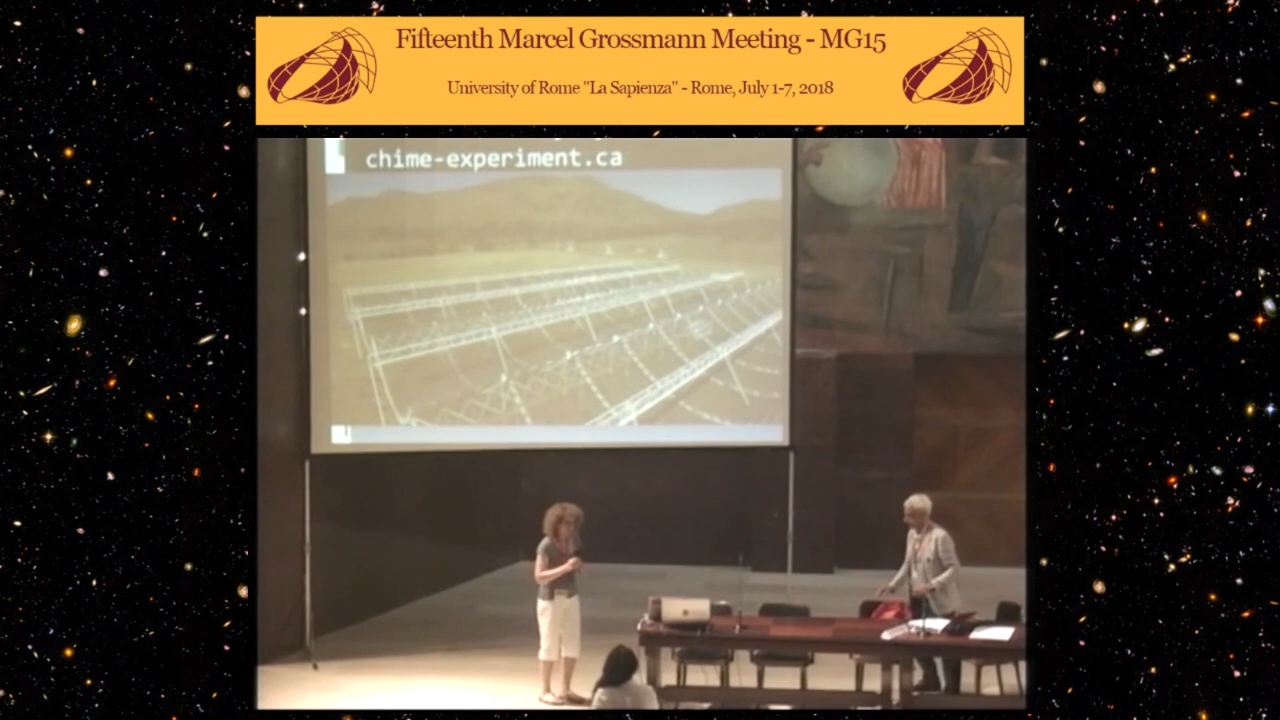 Fifteenth Marcel Grossmann Meeting - MG15
University of Rome "La Sapienza" - Rome, July 1-7, 2018
chime-experiment.ca